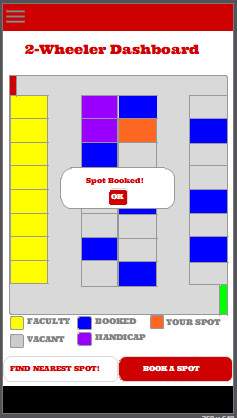 2-Wheeler Dashboard
Spot Booked!
OK
FACULTY
BOOKED
YOUR SPOT
VACANT
HANDICAP
FIND NEAREST SPOT!
BOOK A SPOT